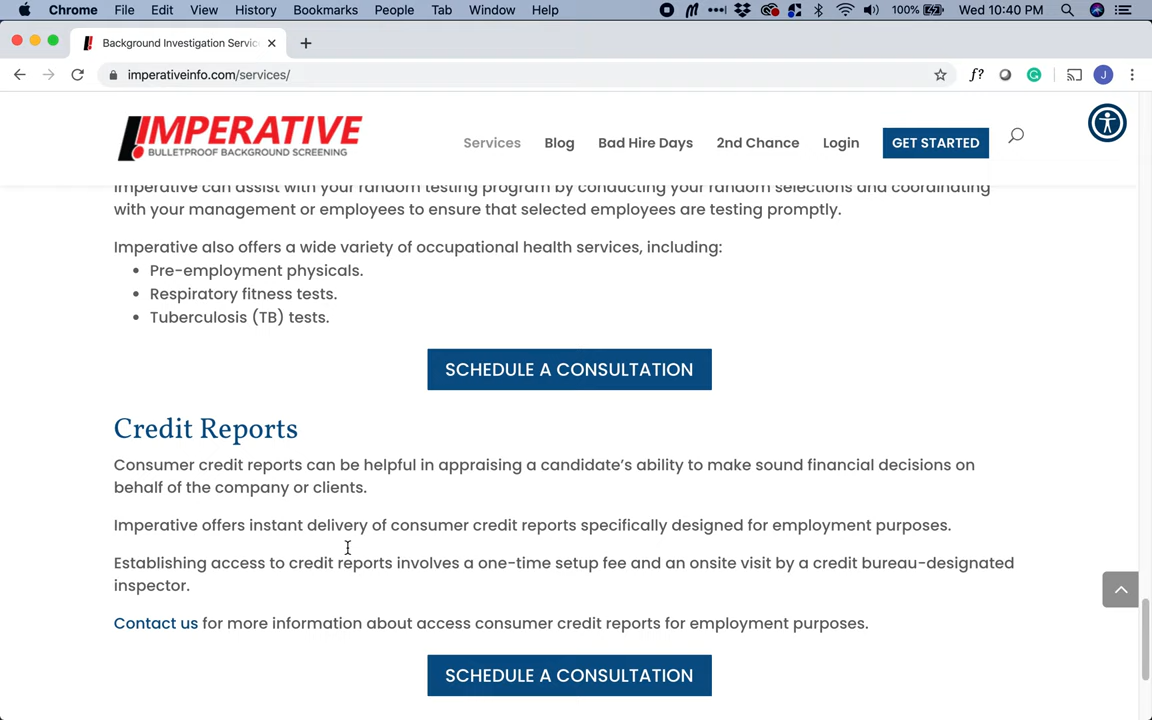 Chrome File Edit View History Bookmarks People Tab Window Help 100% Wed 10:40 PM
Background Investigation Servic
imperativeinfo.com/services/
f? J
IMPERATIVE
BULLETPROOF BACKGROUND SCREENING
Services Blog Bad Hire Days 2nd Chance Login GET STARTED
Imperative can assist with your random testing program by conducting your random selections and coordinating
with your management or employees to ensure that selected employees are testing promptly.
Imperative also offers a wide variety of occupational health services, including:
• Pre-employment physicals.
• Respiratory fitness tests.
• Tuberculosis (TB) tests.
SCHEDULE A CONSULTATION
Credit Reports
Consumer credit reports can be helpful in appraising a candidate's ability to make sound financial decisions on
behalf of the company or clients.
Imperative offers instant delivery of consumer credit reports specifically designed for employment purposes.
Establishing access to credit reports involves a one-time setup fee and an onsite visit by a credit bureau-designated
inspector.
Contact us for more information about access consumer credit reports for employment purposes.
SCHEDULE A CONSULTATION